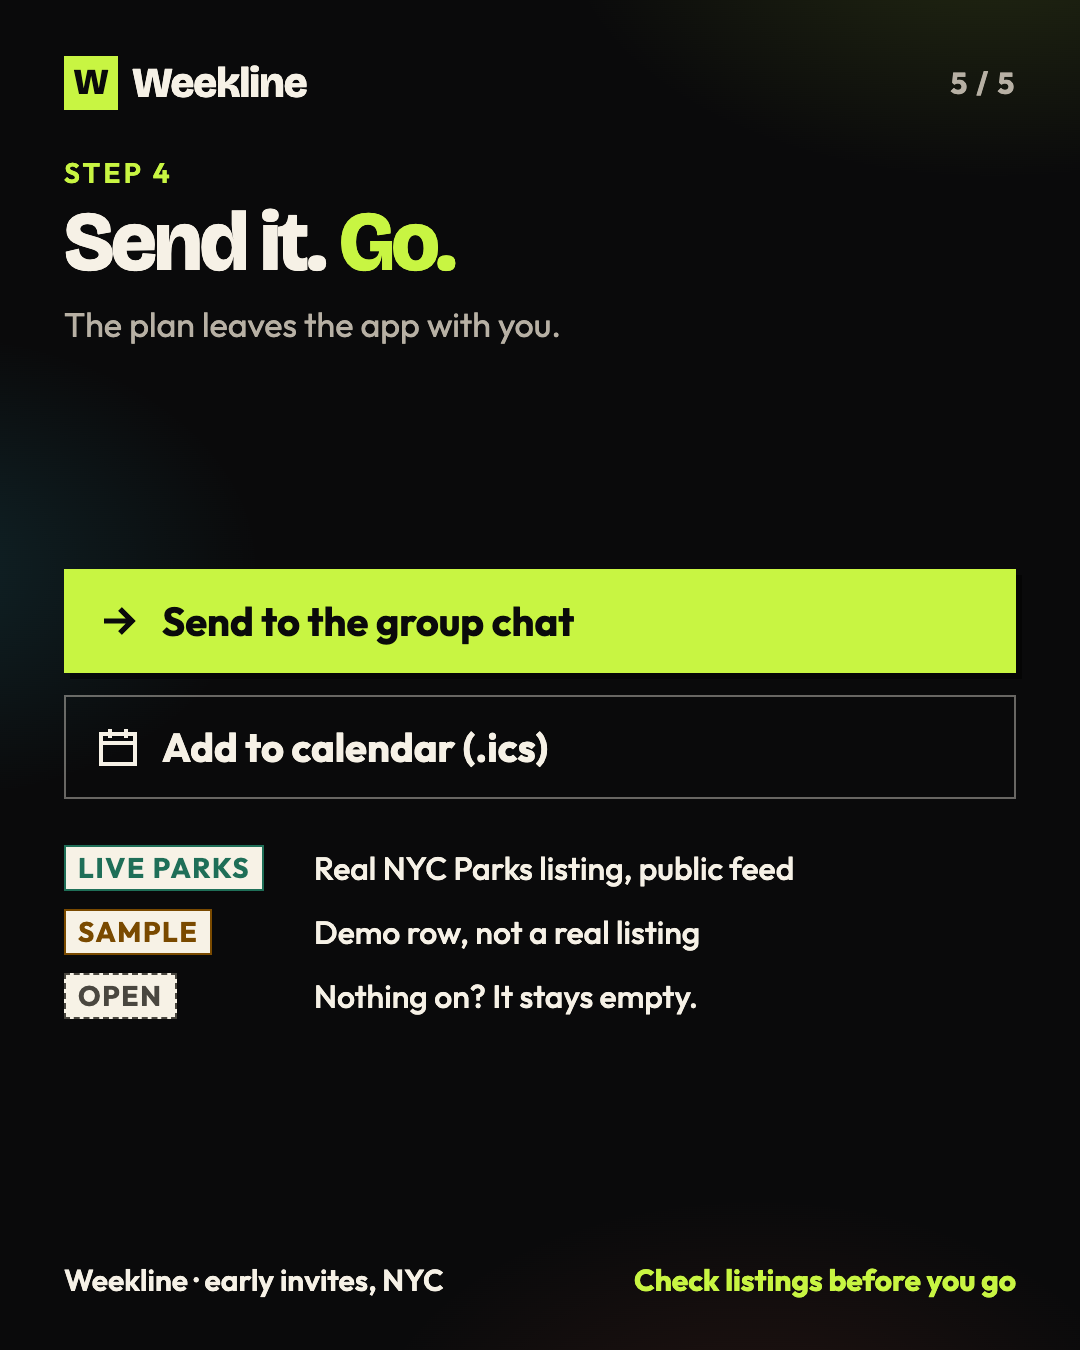 W Weekline
5 / 5
STEP 4
Send it. Go.
The plan leaves the app with you.
Send to the group chat
Add to calendar (.ics)
LIVE PARKS Real NYC Parks listing, public feed
SAMPLE Demo row, not a real listing
OPEN Nothing on? It stays empty.
Weekline · early invites, NYC
Check listings before you go